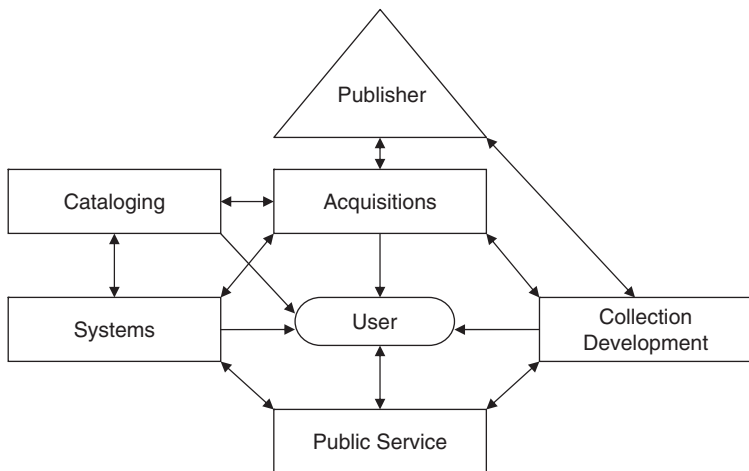 Publisher
Cataloging
Acquisitions
Systems
User
Collection
Development
Public Service